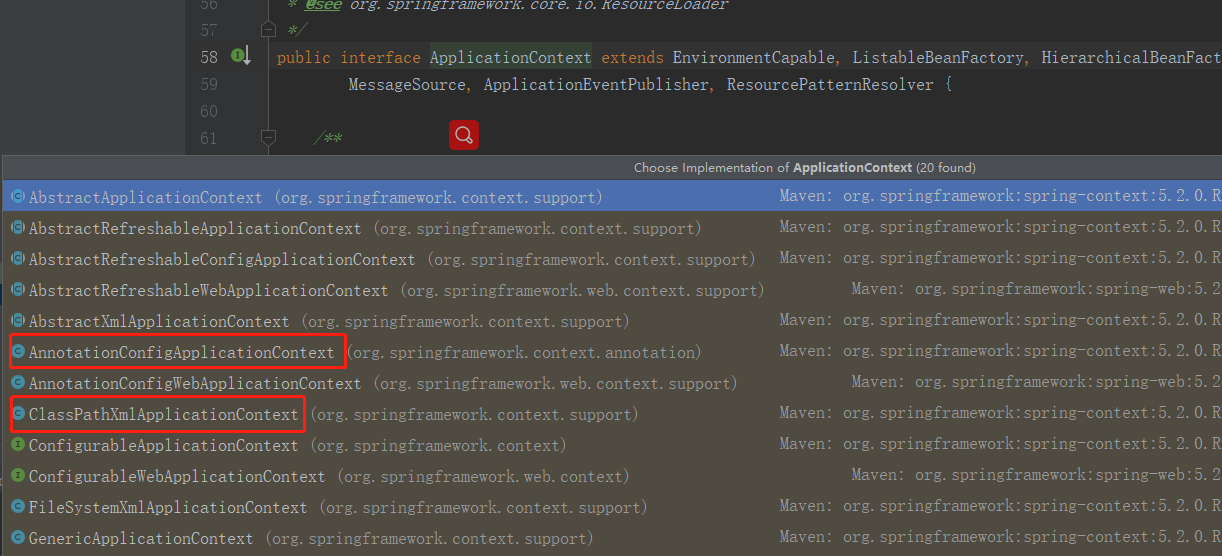 56 * @see org.springframework.core.io.ResourceLoader
57 */
58 public interface ApplicationContext extends EnvironmentCapable, ListableBeanFactory, HierarchicalBeanFact
59 MessageSource, ApplicationEventPublisher, ResourcePatternResolver {
60
61 /**
Choose Implementation of ApplicationContext (20 found)
AbstractApplicationContext (org.springframework.context.support) Maven: org.springframework:spring-context:5.2.0.R
AbstractRefreshableApplicationContext (org.springframework.context.support) Maven: org.springframework:spring-context:5.2.0.R
AbstractRefreshableConfigApplicationContext (org.springframework.context.support) Maven: org.springframework:spring-context:5.2.0.R
AbstractRefreshableWebApplicationContext (org.springframework.web.context.support) Maven: org.springframework:spring-web:5.2
AbstractXmlApplicationContext (org.springframework.context.support) Maven: org.springframework:spring-context:5.2.0.R
AnnotationConfigApplicationContext (org.springframework.context.annotation) Maven: org.springframework:spring-context:5.2.0.R
AnnotationConfigWebApplicationContext (org.springframework.web.context.support) Maven: org.springframework:spring-web:5.2
ClassPathXmlApplicationContext (org.springframework.context.support) Maven: org.springframework:spring-context:5.2.0.R
ConfigurableApplicationContext (org.springframework.context) Maven: org.springframework:spring-context:5.2.0.R
ConfigurableWebApplicationContext (org.springframework.web.context) Maven: org.springframework:spring-web:5.2
FileSystemXmlApplicationContext (org.springframework.context.support) Maven: org.springframework:spring-context:5.2.0.R
GenericApplicationContext (org.springframework.context.support) Maven: org.springframework:spring-context:5.2.0.R